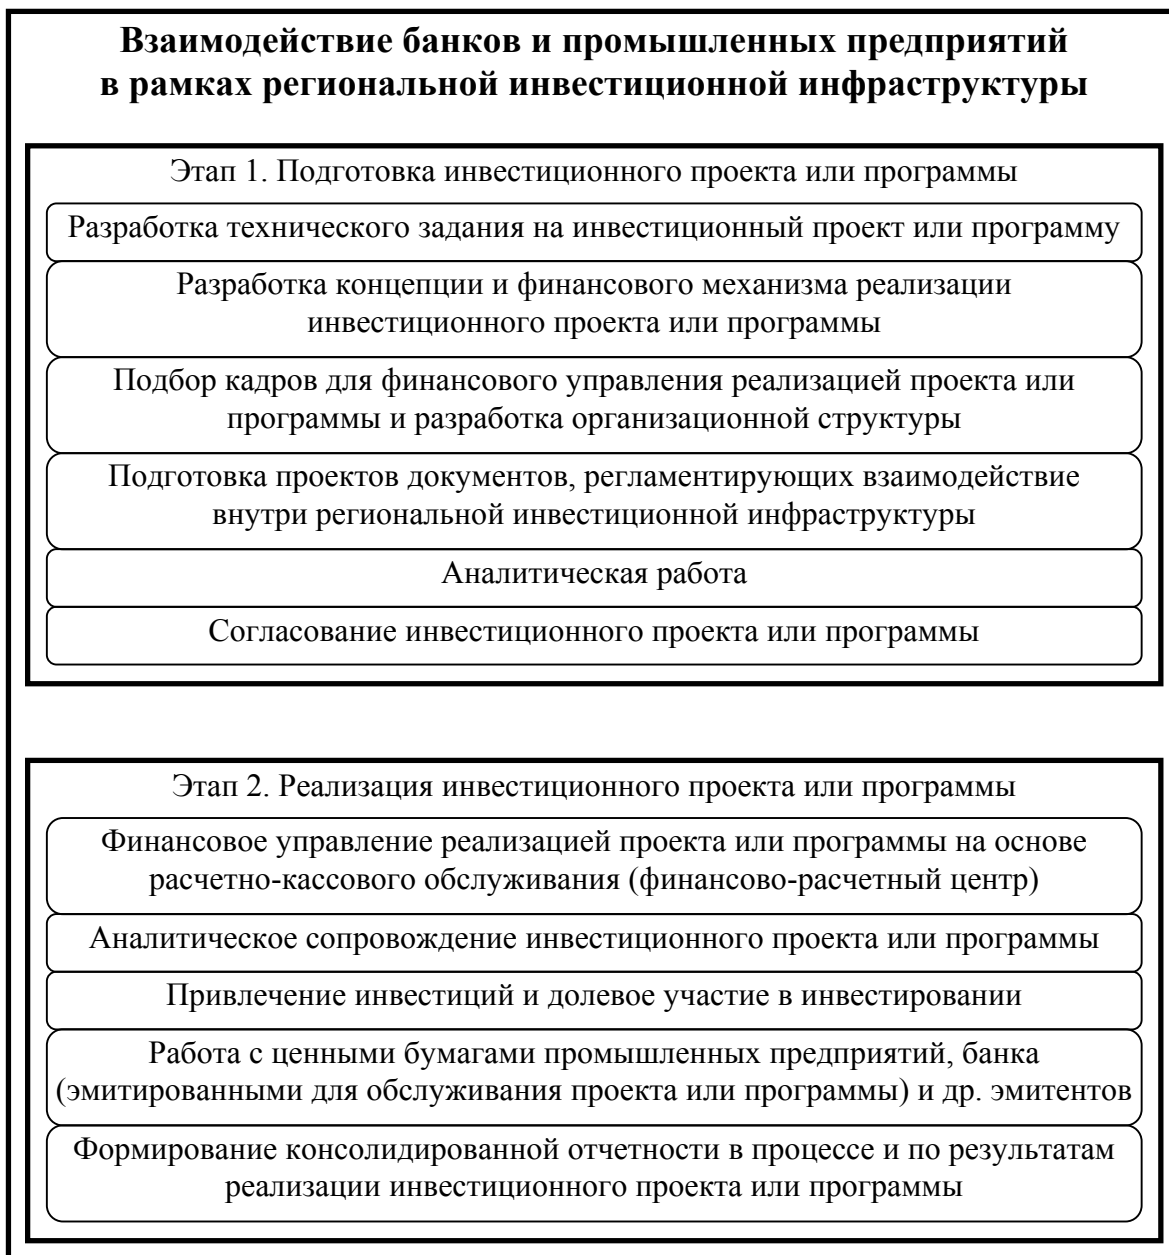 Взаимодействие банков и промышленных предприятий
в рамках региональной инвестиционной инфраструктуры
Этап 1. Подготовка инвестиционного проекта или программы
Разработка технического задания на инвестиционный проект или программу
Разработка концепции и финансового механизма реализации
инвестиционного проекта или программы
Подбор кадров для финансового управления реализацией проекта или
программы и разработка организационной структуры
Подготовка проектов документов, регламентирующих взаимодействие
внутри региональной инвестиционной инфраструктуры
Аналитическая работа
Согласование инвестиционного проекта или программы
Этап 2. Реализация инвестиционного проекта или программы
Финансовое управление реализацией проекта или программы на основе
расчетно-кассового обслуживания (финансово-расчетный центр)
Аналитическое сопровождение инвестиционного проекта или программы
Привлечение инвестиций и долевое участие в инвестировании
Работа с ценными бумагами промышленных предприятий, банка
(эмитированными для обслуживания проекта или программы) и др. эмитентов
Формирование консолидированной отчетности в процессе и по результатам
реализации инвестиционного проекта или программы